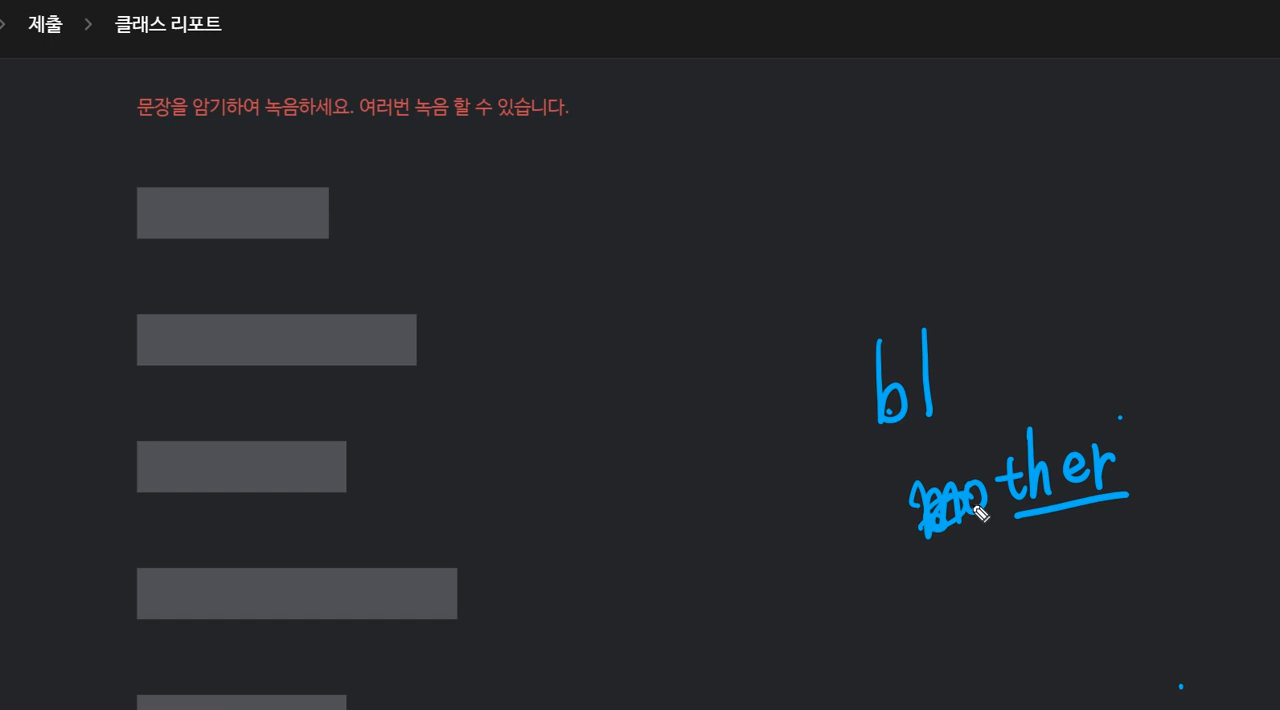 제출 > 클래스 리포트
문장을 암기하여 녹음하세요. 여러번 녹음 할 수 있습니다.
bl
other